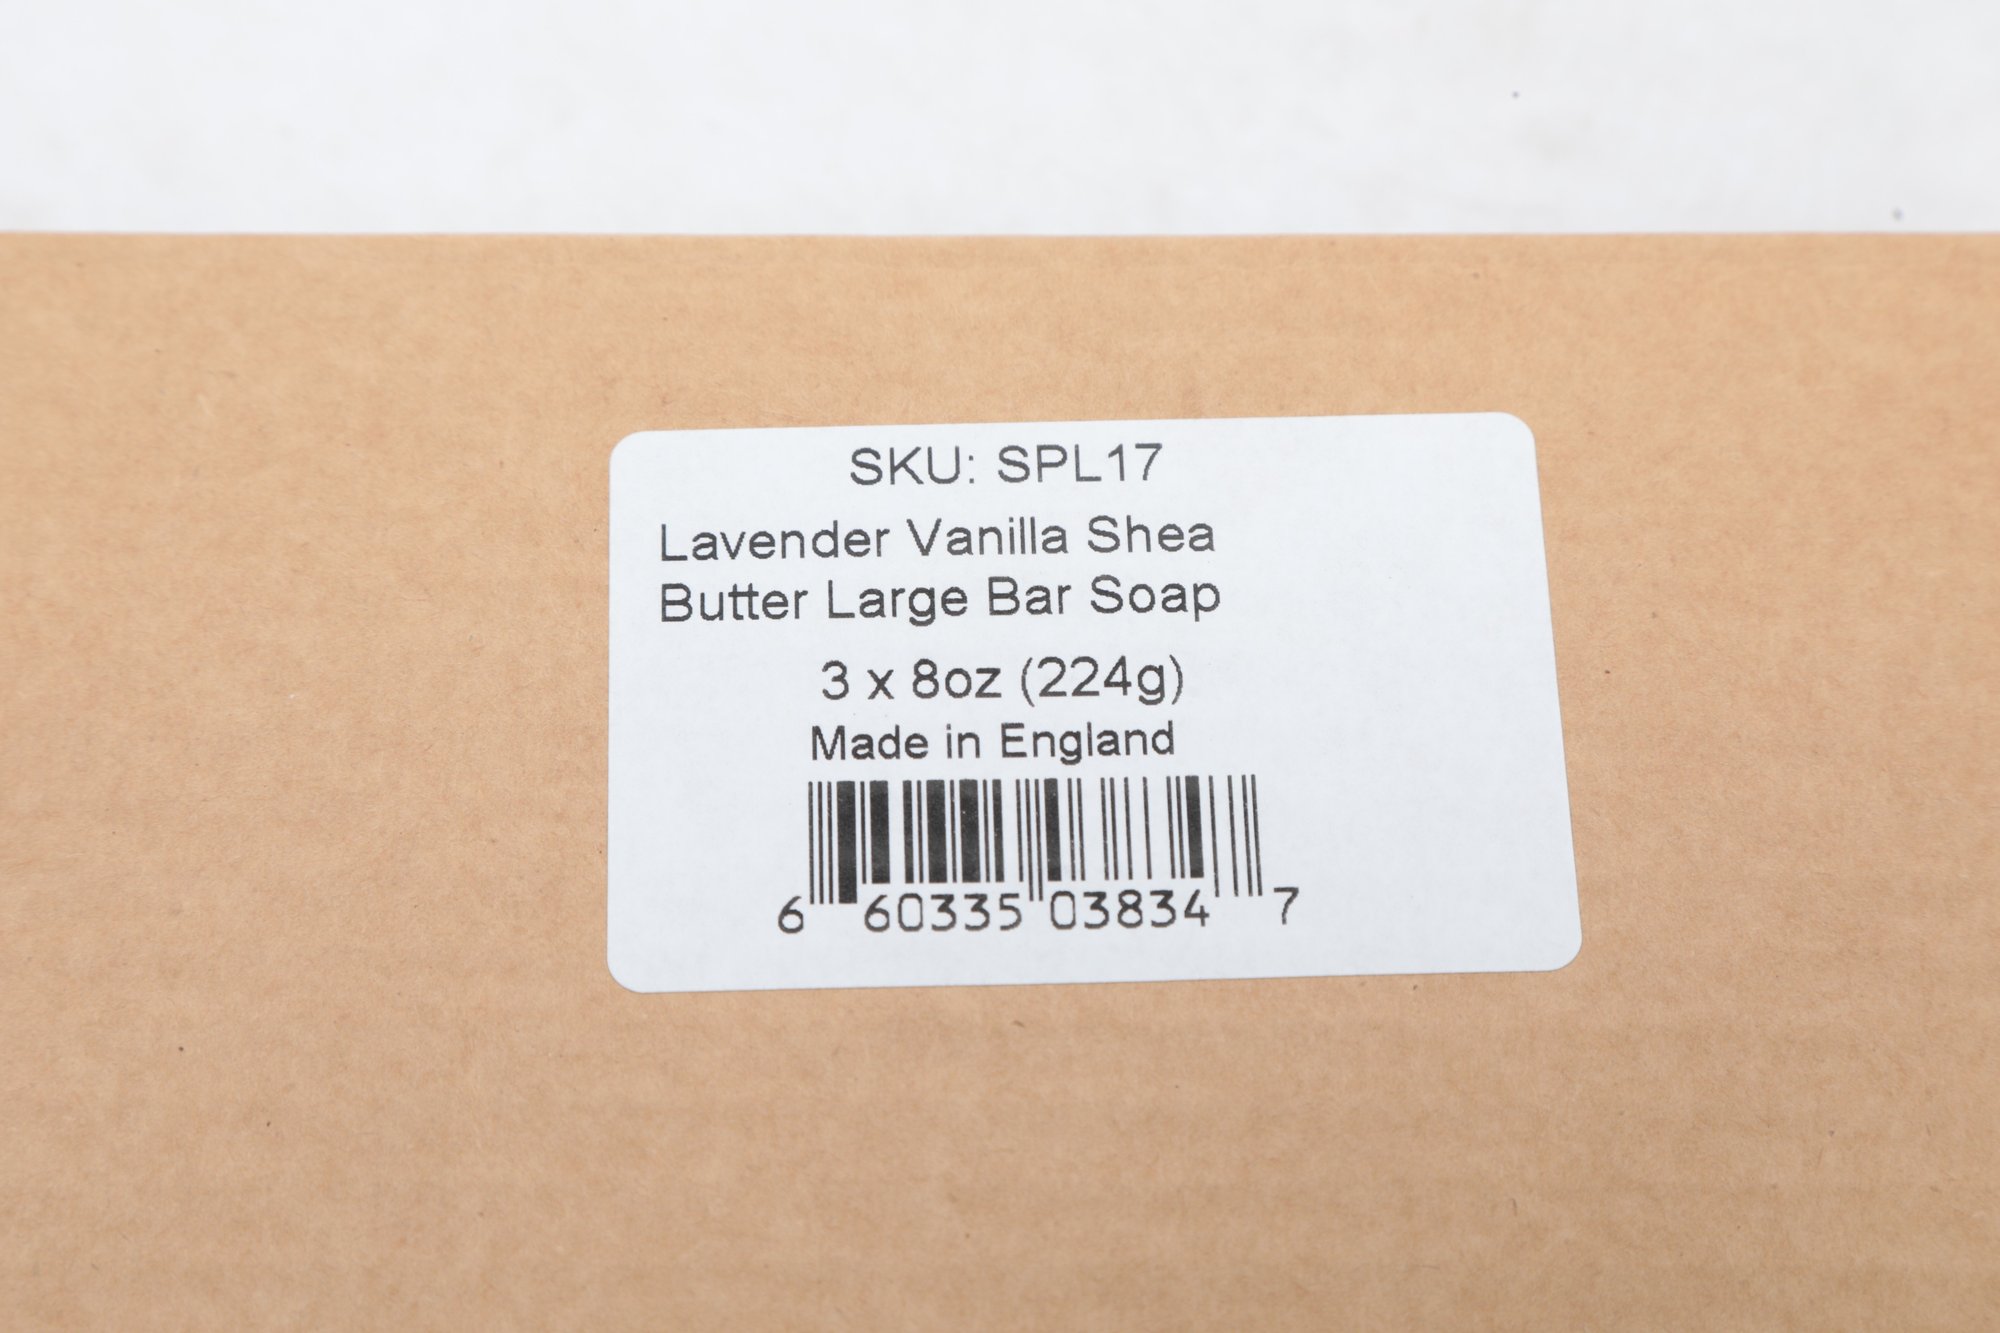 SKU: SPL17
Lavender Vanilla Shea
Butter Large Bar Soap
3 x 8oz (224g)
Made in England
6 60335 03834 7